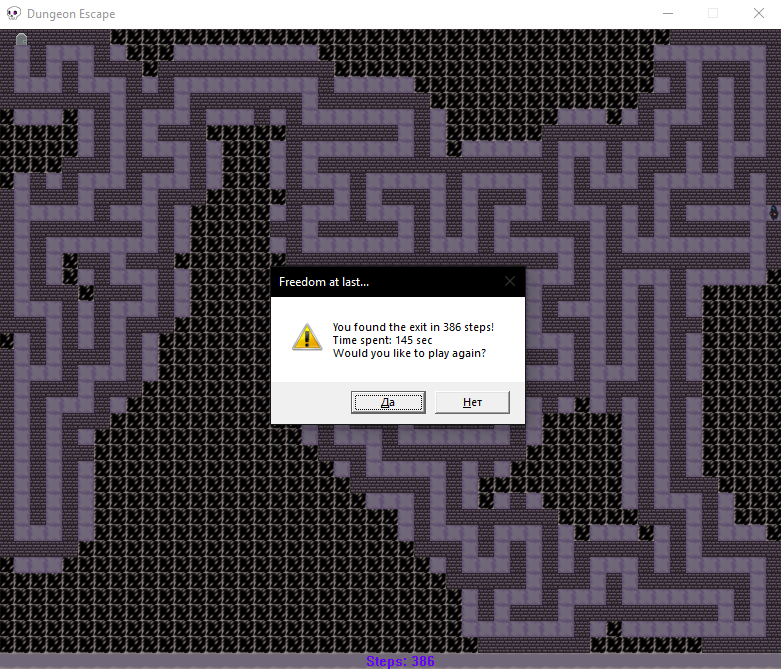 Dungeon Escape
Freedom at last...
You found the exit in 386 steps!
Time spent: 145 sec
Would you like to play again?
Да
Нет
Steps: 386